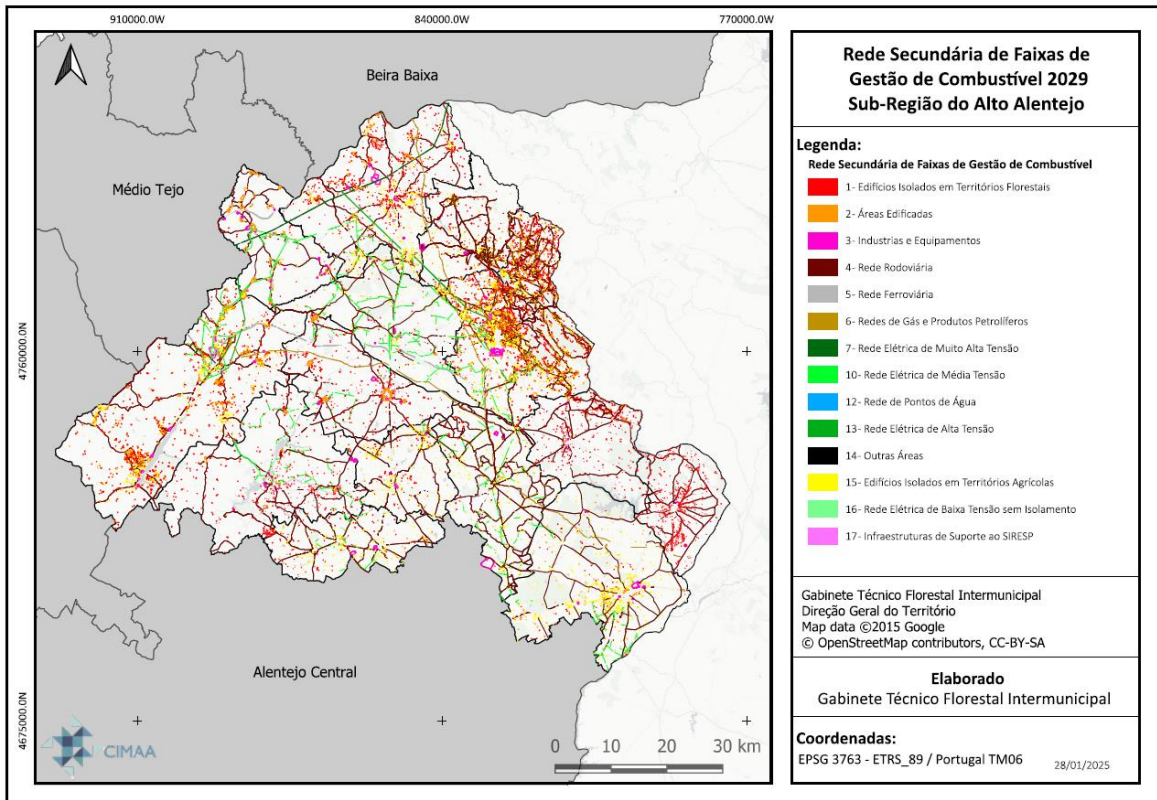 910000.0W
840000.0W
770000.0W
Beira Baixa
Médio Tejo
Alentejo Central
4760000.0N
4675000.0N
CIMAA
0 10 20 30 km
Rede Secundária de Faixas de
Gestão de Combustível 2029
Sub-Região do Alto Alentejo
Legenda:
Rede Secundária de Faixas de Gestão de Combustível
1- Edifícios Isolados em Territórios Florestais
2- Áreas Edificadas
3- Industrias e Equipamentos
4- Rede Rodoviária
5- Rede Ferroviária
6- Redes de Gás e Produtos Petrolíferos
7- Rede Elétrica de Muito Alta Tensão
10- Rede Elétrica de Média Tensão
12- Rede de Pontos de Água
13- Rede Elétrica de Alta Tensão
14- Outras Áreas
15- Edifícios Isolados em Territórios Agrícolas
16- Rede Elétrica de Baixa Tensão sem Isolamento
17- Infraestruturas de Suporte ao SIRESP
Gabinete Técnico Florestal Intermunicipal
Direção Geral do Território
Map data ©2015 Google
© OpenStreetMap contributors, CC-BY-SA
Elaborado
Gabinete Técnico Florestal Intermunicipal
Coordenadas:
EPSG 3763 - ETRS_89 / Portugal TM06
28/01/2025